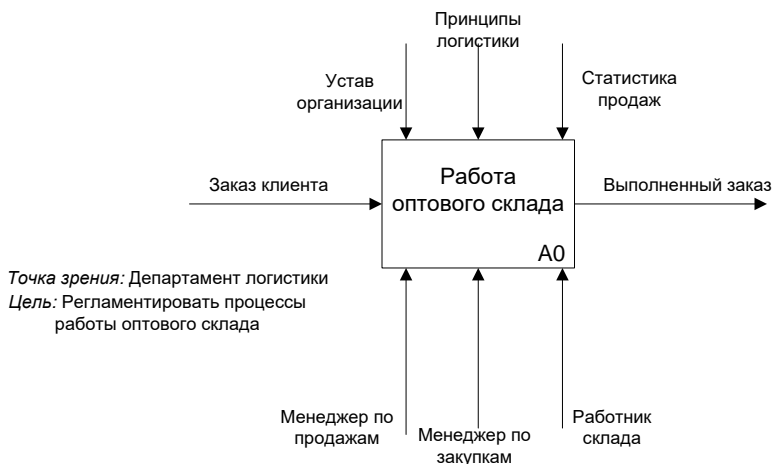 Принципы
логистики
Устав
организации
Статистика
продаж
Заказ клиента
Работа
оптового склада
A0
Выполненный заказ
Точка зрения: Департамент логистики
Цель: Регламентировать процессы
работы оптового склада
Менеджер по
продажам
Менеджер по
закупкам
Работник
склада